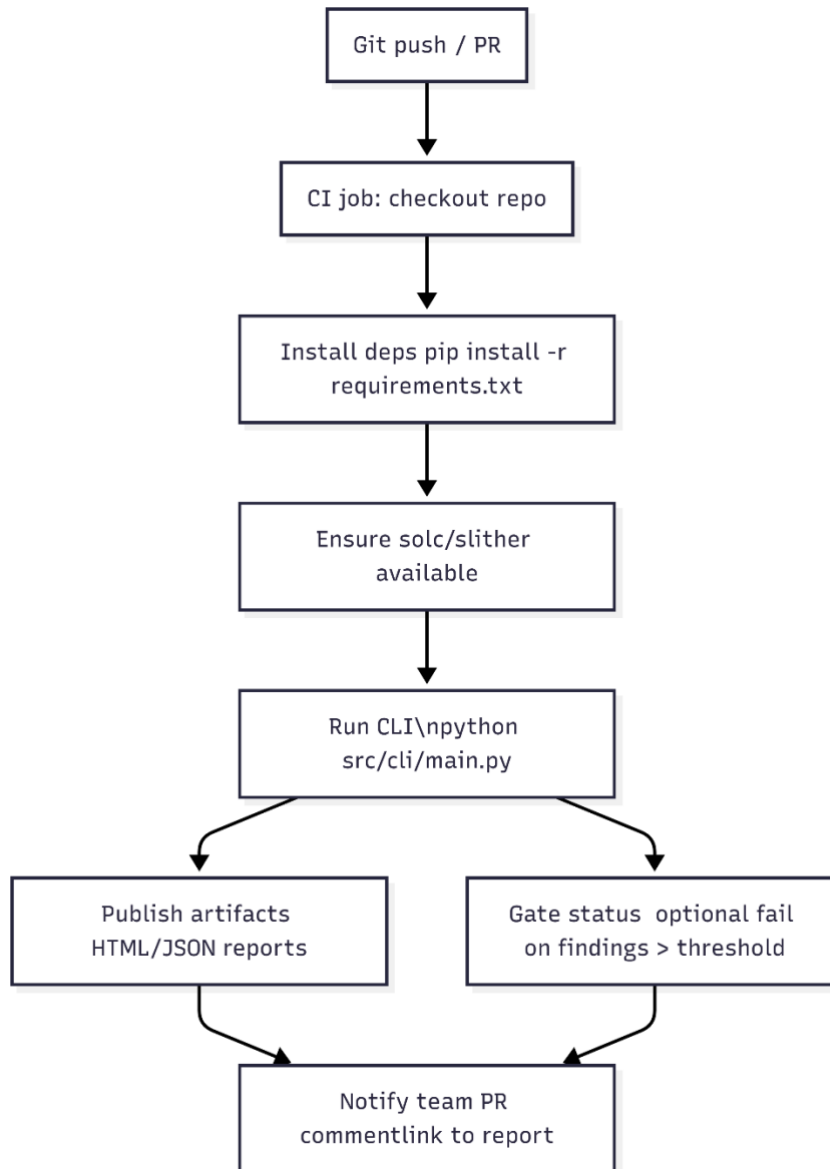 Git push / PR
CI job: checkout repo
Install deps pip install -r
requirements.txt
Ensure solc/slither
available
Run CLI\npython
src/cli/main.py
Publish artifacts
HTML/JSON reports
Gate status  optional fail
on findings > threshold
Notify team PR
commentlink to report